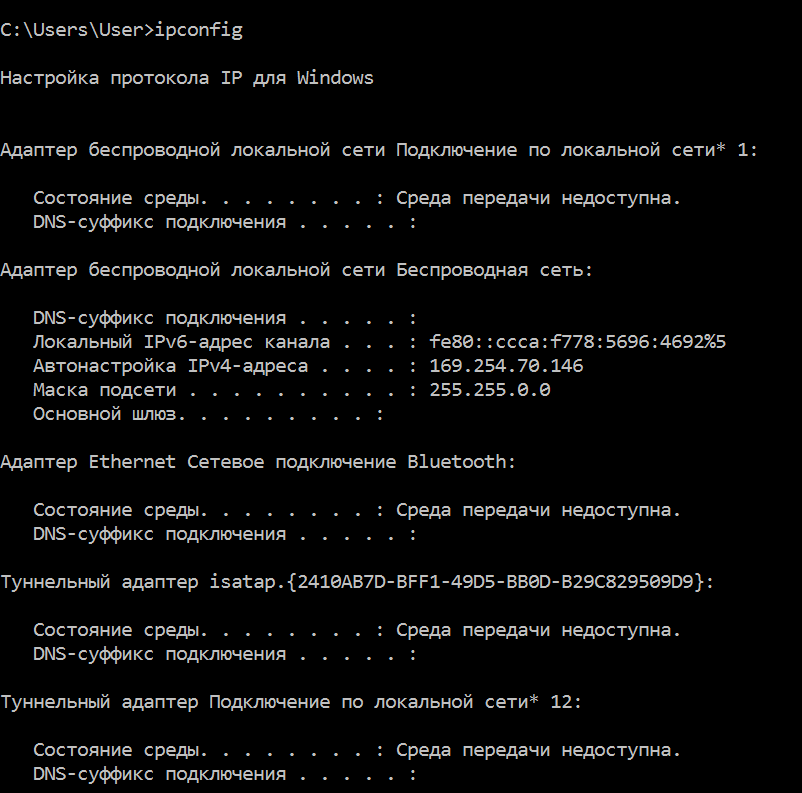 C:\Users\User>ipconfig
Настройка протокола IP для Windows
Адаптер беспроводной локальной сети Подключение по локальной сети* 1:
Состояние среды. . . . . . . . : Среда передачи недоступна.
DNS-суффикс подключения . . . . . :
Адаптер беспроводной локальной сети Беспроводная сеть:
DNS-суффикс подключения . . . . . :
Локальный IPv6-адрес канала . . . : fe80::ccca:f778:5696:4692%5
Автонастройка IPv4-адреса . . . . : 169.254.70.146
Маска подсети . . . . . . . . . . : 255.255.0.0
Основной шлюз. . . . . . . . . :
Адаптер Ethernet Сетевое подключение Bluetooth:
Состояние среды. . . . . . . . : Среда передачи недоступна.
DNS-суффикс подключения . . . . . :
Туннельный адаптер isatap.{2410AB7D-BFF1-49D5-BB0D-B29C829509D9}:
Состояние среды. . . . . . . . : Среда передачи недоступна.
DNS-суффикс подключения . . . . . :
Туннельный адаптер Подключение по локальной сети* 12:
Состояние среды. . . . . . . . : Среда передачи недоступна.
DNS-суффикс подключения . . . . . :